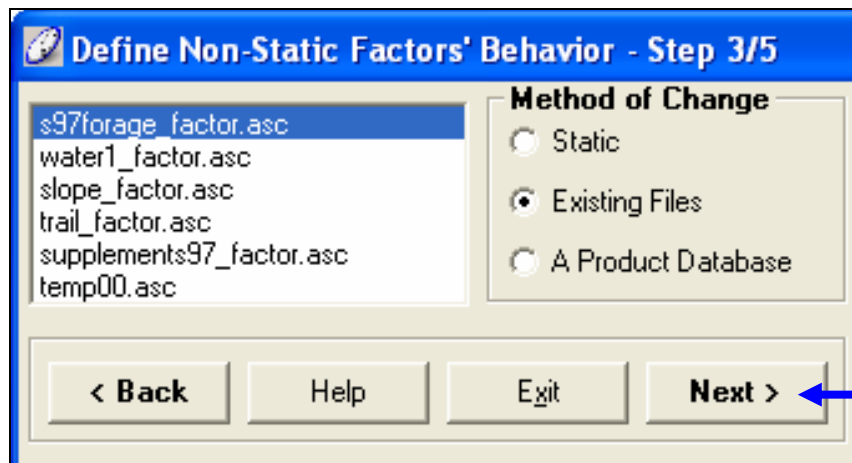 Define Non-Static Factors' Behavior - Step 3/5
s97forage_factor.asc
water1_factor.asc
slope_factor.asc
trail_factor.asc
supplements97_factor.asc
temp00.asc
Method of Change
Static
Existing Files
A Product Database
< Back
Help
Exit
Next >